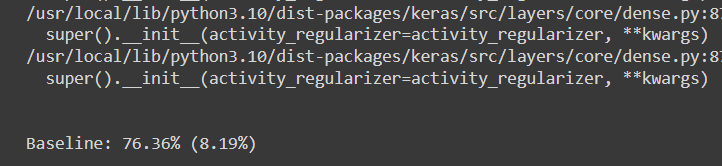 /usr/local/lib/python3.10/dist-packages/keras/src/layers/core/dense.py:87
super().__init__(activity_regularizer=activity_regularizer, **kwargs)
/usr/local/lib/python3.10/dist-packages/keras/src/layers/core/dense.py:87
super().__init__(activity_regularizer=activity_regularizer, **kwargs)
Baseline: 76.36% (8.19%)